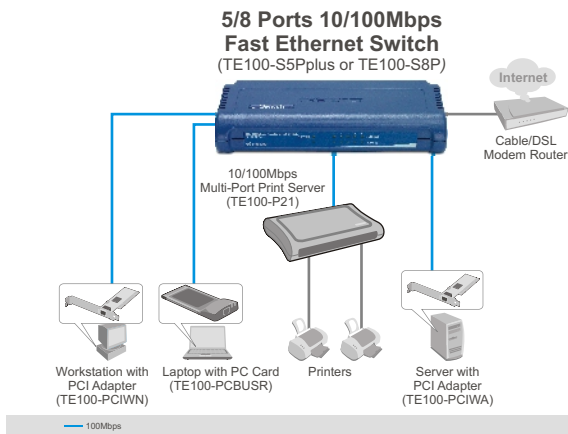 5/8 Ports 10/100Mbps
Fast Ethernet Switch
(TE100-S5Pplus or TE100-S8P)
Internet
Cable/DSL
Modem Router
10/100Mbps
Multi-Port Print Server
(TE100-P21)
Workstation with
PCI Adapter
(TE100-PCIWN)
Laptop with PC Card
(TE100-PCBUSR)
Printers
Server with
PCI Adapter
(TE100-PCIWA)
100Mbps